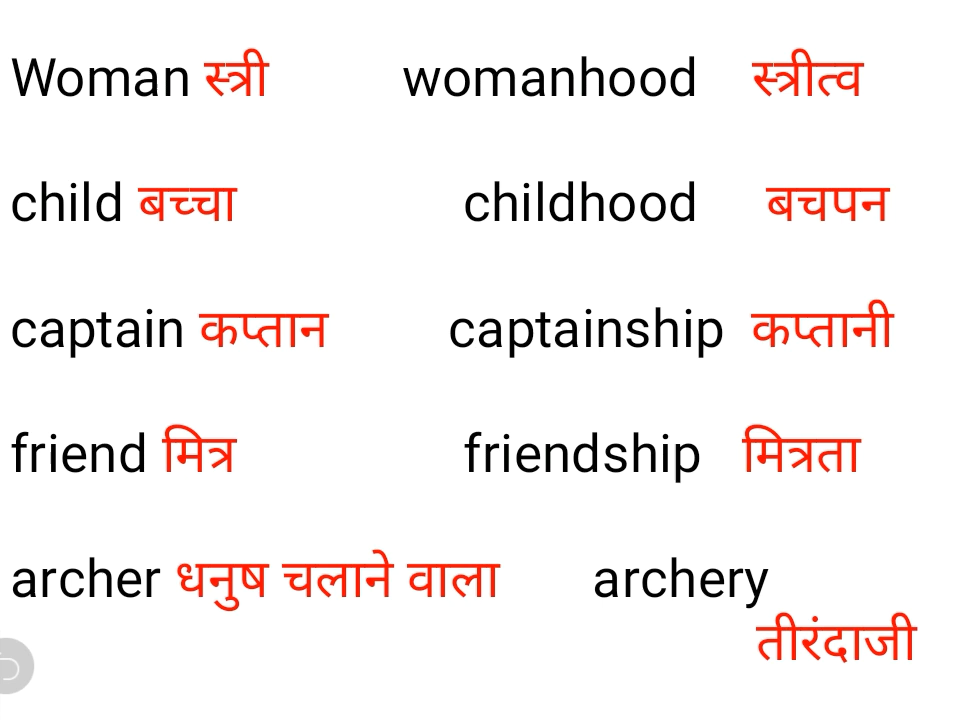 Woman स्त्री womanhood स्त्रीत्व
child बच्चा childhood बचपन
captain कप्तान captainship कप्तानी
friend मित्र friendship मित्रता
archer धनुष चलाने वाला archery
तीरंदाजी